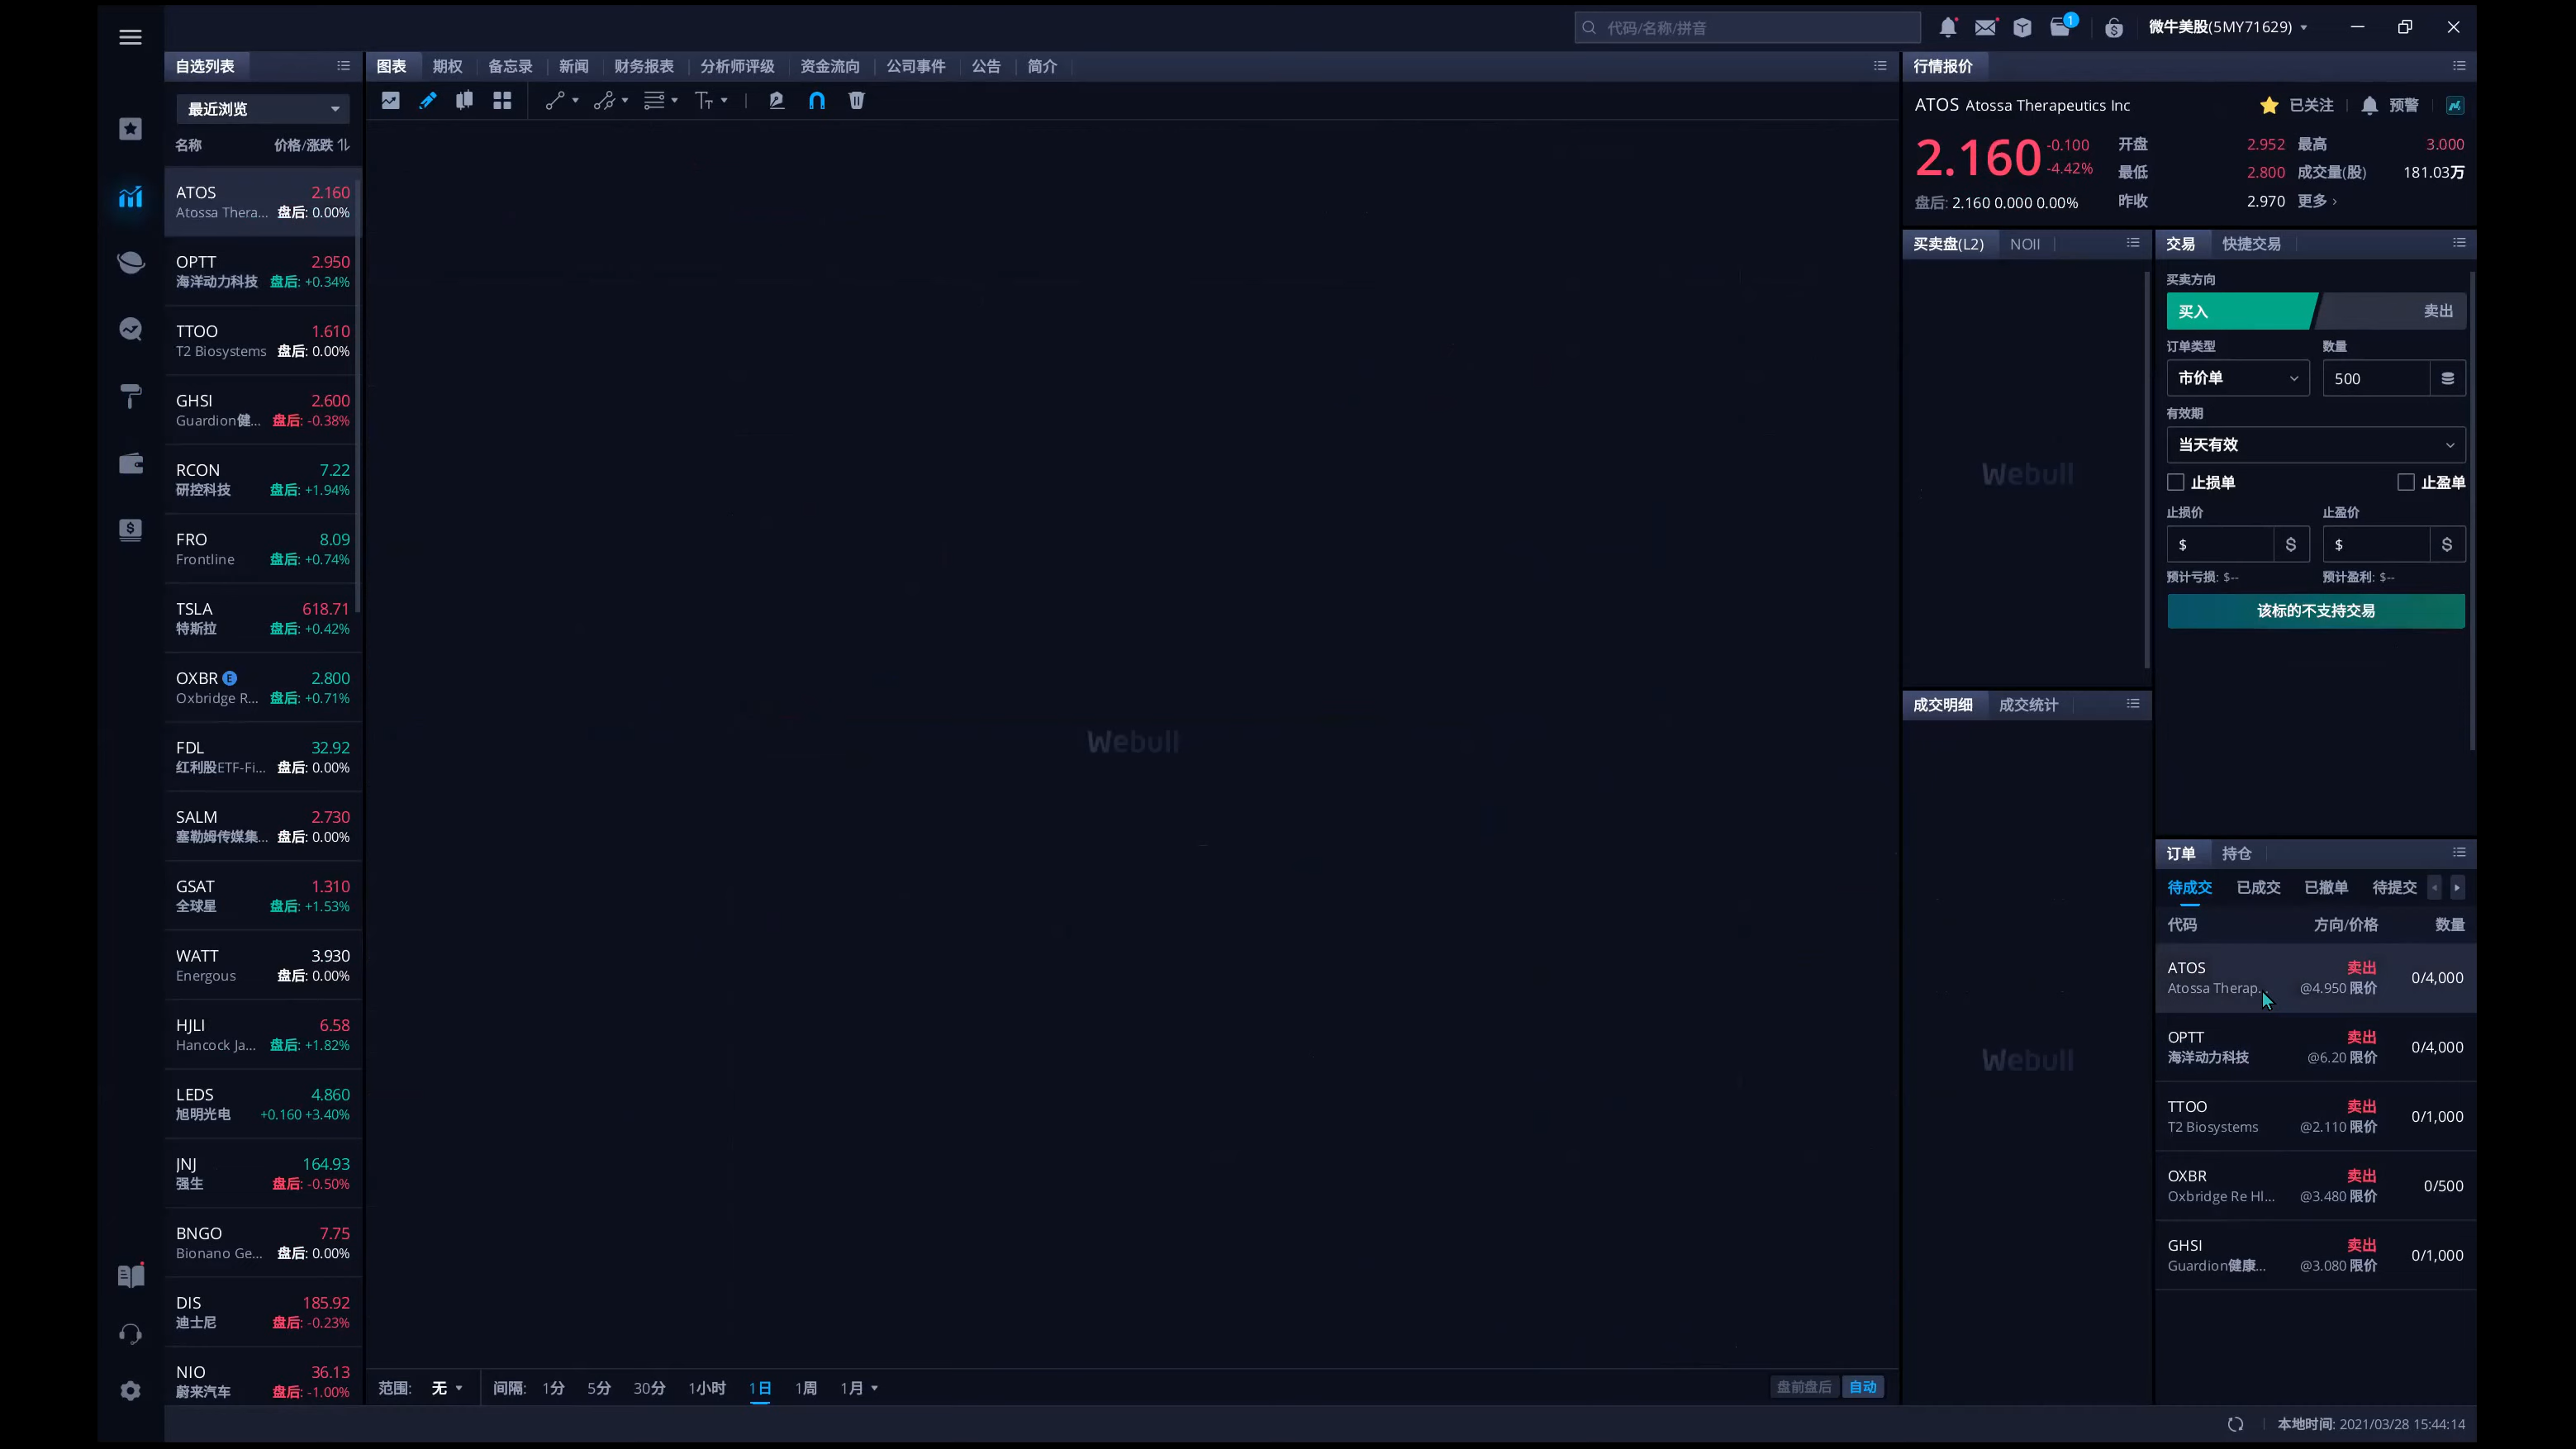 代码/名称/拼音
1
微牛美股(5MY71629)
自选列表
最近浏览
名称 价格/涨跌
ATOS 2.160
Atossa Thera... 盘后: 0.00%
OPTT 2.950
海洋动力科技 盘后: +0.34%
TTOO 1.610
T2 Biosystems 盘后: 0.00%
GHSI 2.600
Guardion健... 盘后: -0.38%
RCON 7.22
研控科技 盘后: +1.94%
FRO 8.09
Frontline 盘后: +0.74%
TSLA 618.71
特斯拉 盘后: +0.42%
OXBR E 2.800
Oxbridge R... 盘后: +0.71%
FDL 32.92
红利股ETF-Fi... 盘后: 0.00%
SALM 2.730
塞勒姆传媒集... 盘后: 0.00%
GSAT 1.310
全球星 盘后: +1.53%
WATT 3.930
Energous 盘后: 0.00%
HJLI 6.58
Hancock Ja... 盘后: +1.82%
LEDS 4.860
旭明光电 +0.160 +3.40%
JNJ 164.93
强生 盘后: -0.50%
BNGO 7.75
Bionano Ge... 盘后: 0.00%
DIS 185.92
迪士尼 盘后: -0.23%
NIO 36.13
蔚来汽车 盘后: -1.00%
图表 期权 备忘录 新闻 财务报表 分析师评级 资金流向 公司事件 公告 简介
Webull
范围: 无 间隔: 1分 5分 30分 1小时 1日 1周 1月 盘前盘后 自动
行情报价
ATOS Atossa Therapeutics Inc 已关注 预警
2.160 -0.100 开盘 2.952 最高 3.000
-4.42% 最低 2.800 成交量(股) 181.03万
盘后: 2.160 0.000 0.00% 昨收 2.970 更多
买卖盘(L2) NOII
Webull
成交明细 成交统计
Webull
交易 快捷交易
买卖方向
买入 卖出
订单类型 数量
市价单 500
有效期
当天有效
止损单 止盈单
止损价 止盈价
$ $ $ $
预计亏损: $-- 预计盈利: $--
该标的不支持交易
订单 持仓
待成交 已成交 已撤单 待提交
代码 方向/价格 数量
ATOS 卖出 0/4,000
Atossa Therap... @4.950 限价
OPTT 卖出 0/4,000
海洋动力科技 @6.20 限价
TTOO 卖出 0/1,000
T2 Biosystems @2.110 限价
OXBR 卖出 0/500
Oxbridge Re Hl... @3.480 限价
GHSI 卖出 0/1,000
Guardion健康... @3.080 限价
本地时间: 2021/03/28 15:44:14